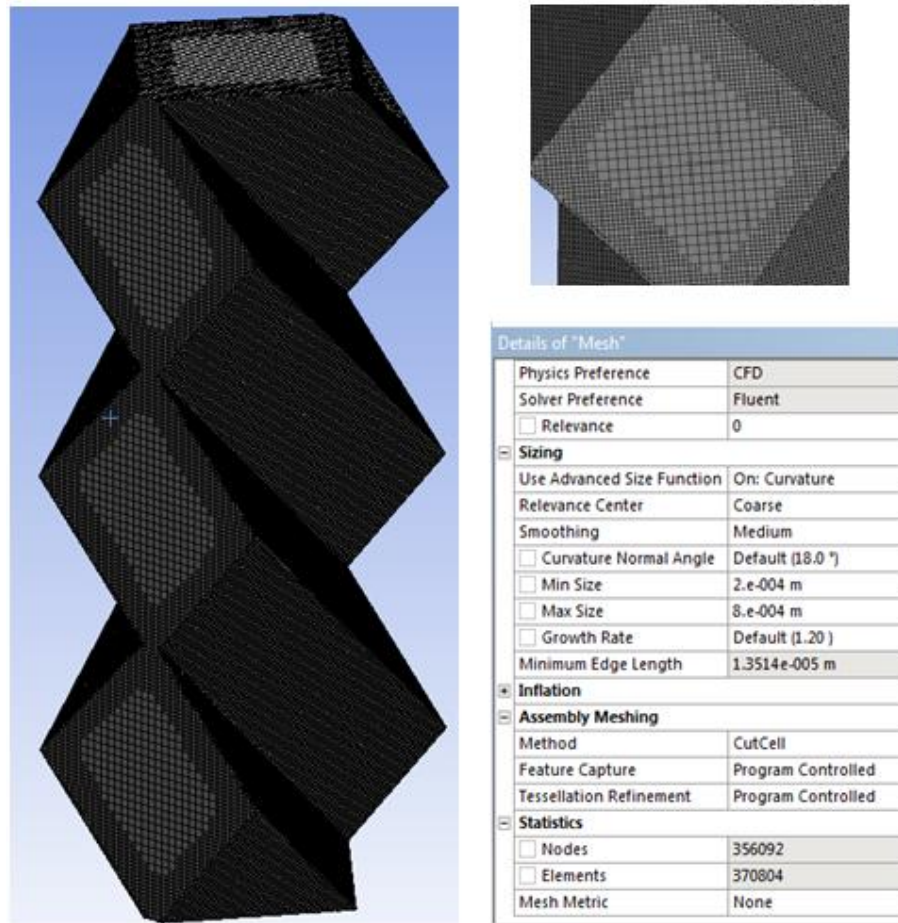 Details of "Mesh"
Physics Preference CFD
Solver Preference Fluent
Relevance 0
Sizing
Use Advanced Size Function On: Curvature
Relevance Center Coarse
Smoothing Medium
Curvature Normal Angle Default (18.0 °)
Min Size 2.e-004 m
Max Size 8.e-004 m
Growth Rate Default (1.20 )
Minimum Edge Length 1.3514e-005 m
Inflation
Assembly Meshing
Method CutCell
Feature Capture Program Controlled
Tessellation Refinement Program Controlled
Statistics
Nodes 356092
Elements 370804
Mesh Metric None